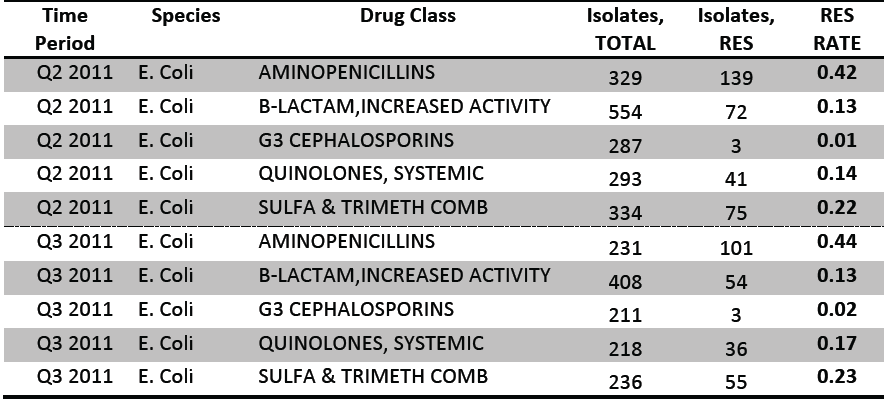 Time Period Species Drug Class Isolates, TOTAL Isolates, RES RES RATE
Q2 2011 E. Coli AMINOPENICILLINS 329 139 0.42
Q2 2011 E. Coli B-LACTAM,INCREASED ACTIVITY 554 72 0.13
Q2 2011 E. Coli G3 CEPHALOSPORINS 287 3 0.01
Q2 2011 E. Coli QUINOLONES, SYSTEMIC 293 41 0.14
Q2 2011 E. Coli SULFA & TRIMETH COMB 334 75 0.22
Q3 2011 E. Coli AMINOPENICILLINS 231 101 0.44
Q3 2011 E. Coli B-LACTAM,INCREASED ACTIVITY 408 54 0.13
Q3 2011 E. Coli G3 CEPHALOSPORINS 211 3 0.02
Q3 2011 E. Coli QUINOLONES, SYSTEMIC 218 36 0.17
Q3 2011 E. Coli SULFA & TRIMETH COMB 236 55 0.23